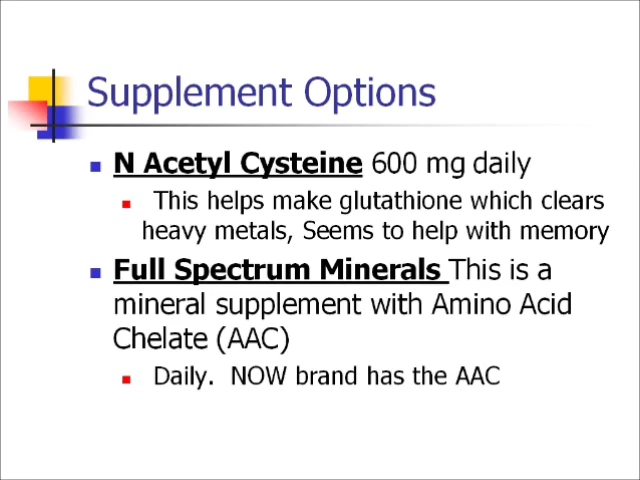 Supplement Options
N Acetyl Cysteine 600 mg daily
This helps make glutathione which clears
heavy metals, Seems to help with memory
Full Spectrum Minerals This is a
mineral supplement with Amino Acid
Chelate (AAC)
Daily. NOW brand has the AAC